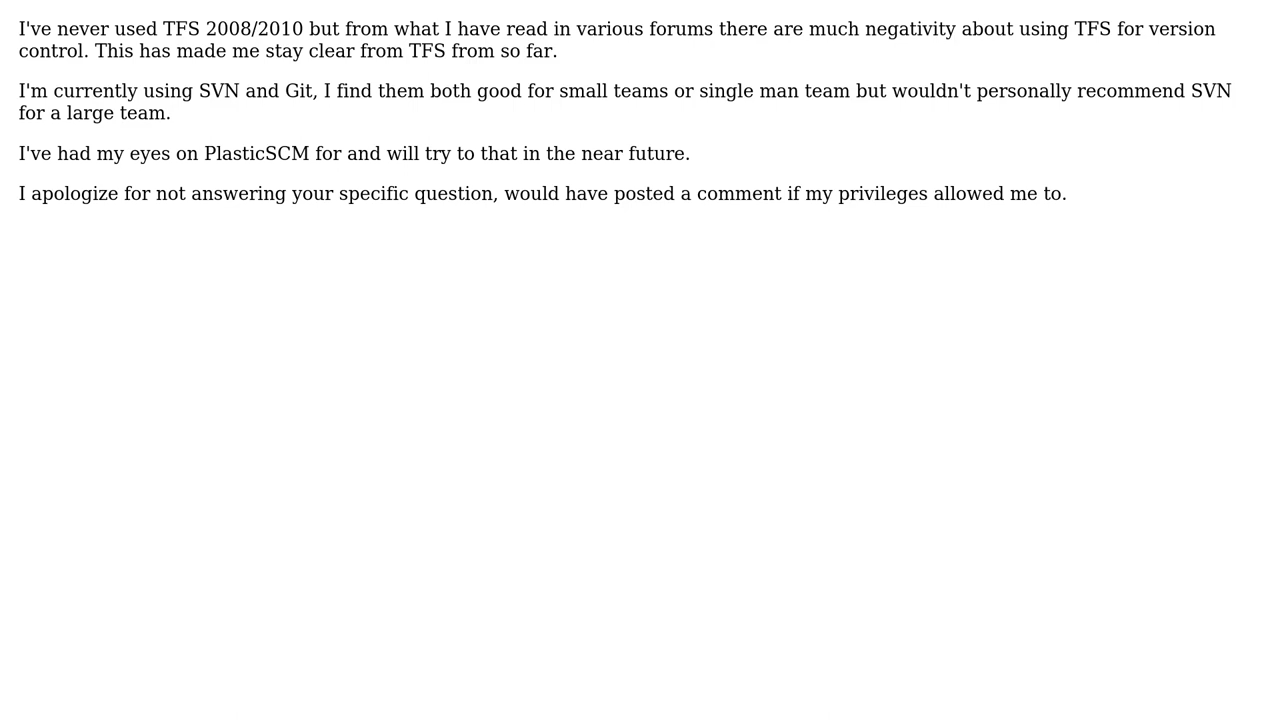 I've never used TFS 2008/2010 but from what I have read in various forums there are much negativity about using TFS for version
control. This has made me stay clear from TFS from so far.
I'm currently using SVN and Git, I find them both good for small teams or single man team but wouldn't personally recommend SVN
for a large team.
I've had my eyes on PlasticSCM for and will try to that in the near future.
I apologize for not answering your specific question, would have posted a comment if my privileges allowed me to.